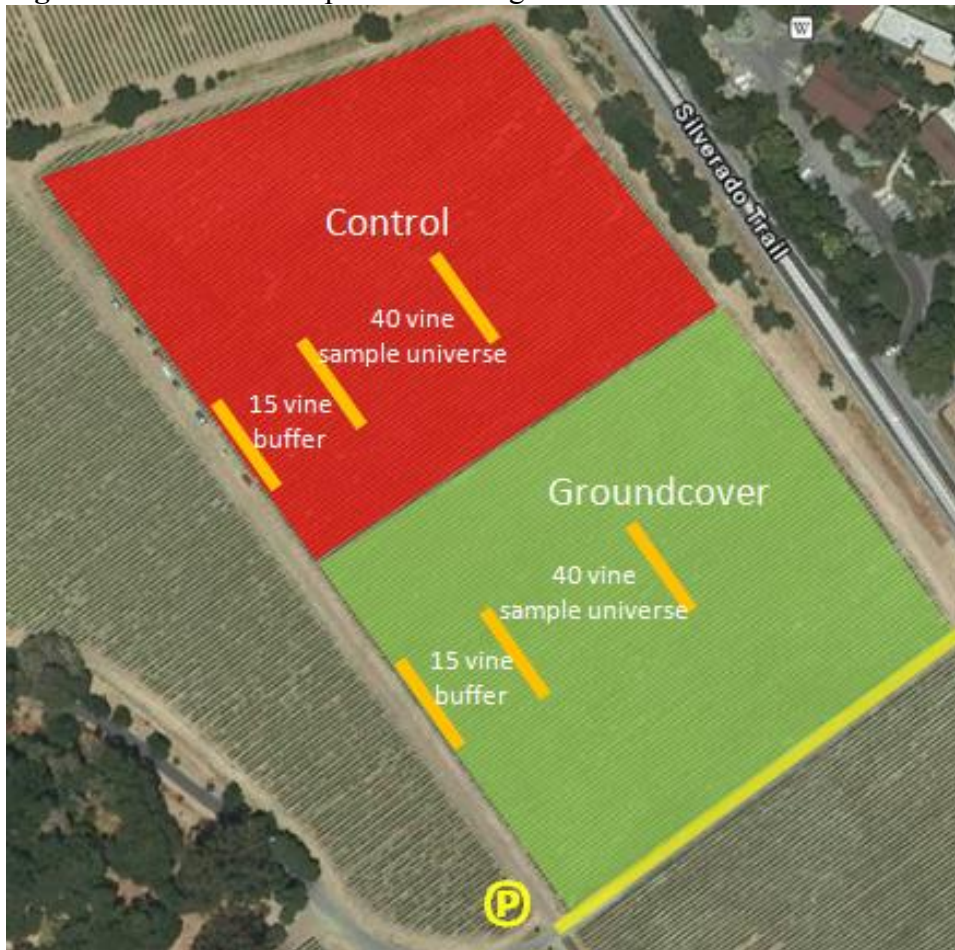 W
Silverado Trail
Control
40 vine
sample universe
15 vine
buffer
Groundcover
40 vine
sample universe
15 vine
buffer
P